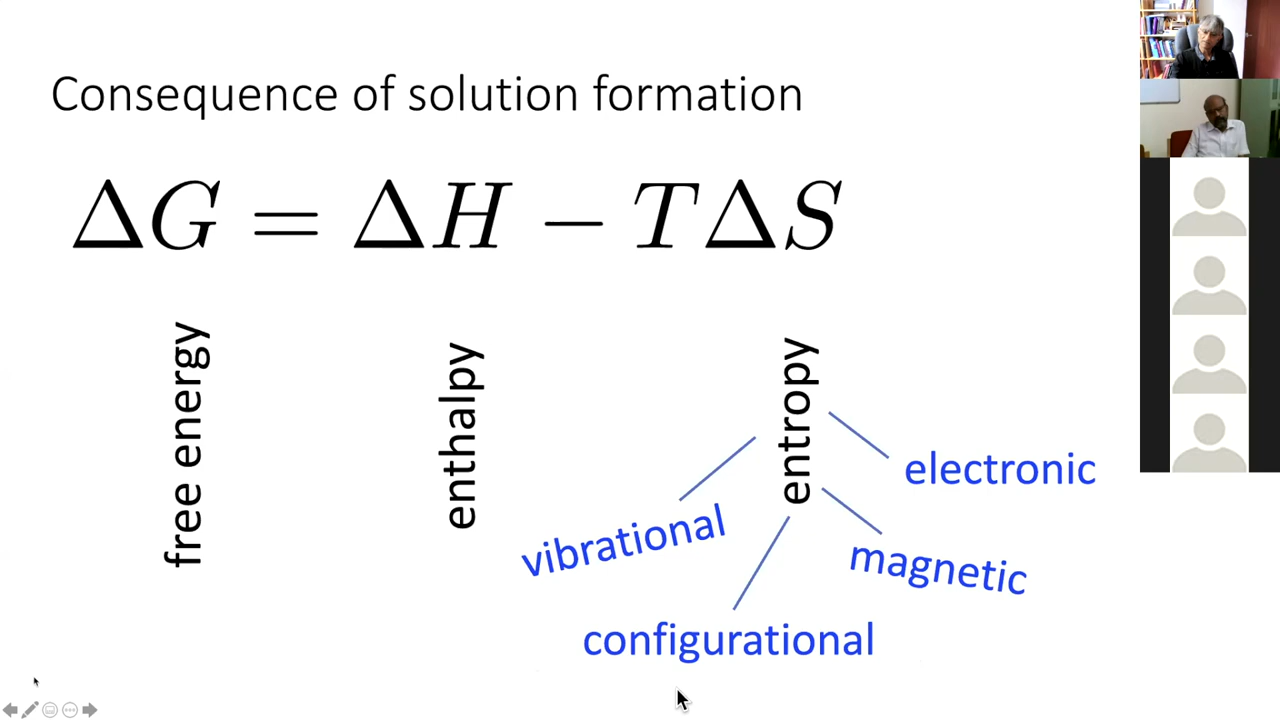 Consequence of solution formation
ΔG = ΔH − TΔS
free energy
enthalpy
entropy
vibrational
configurational
magnetic
electronic